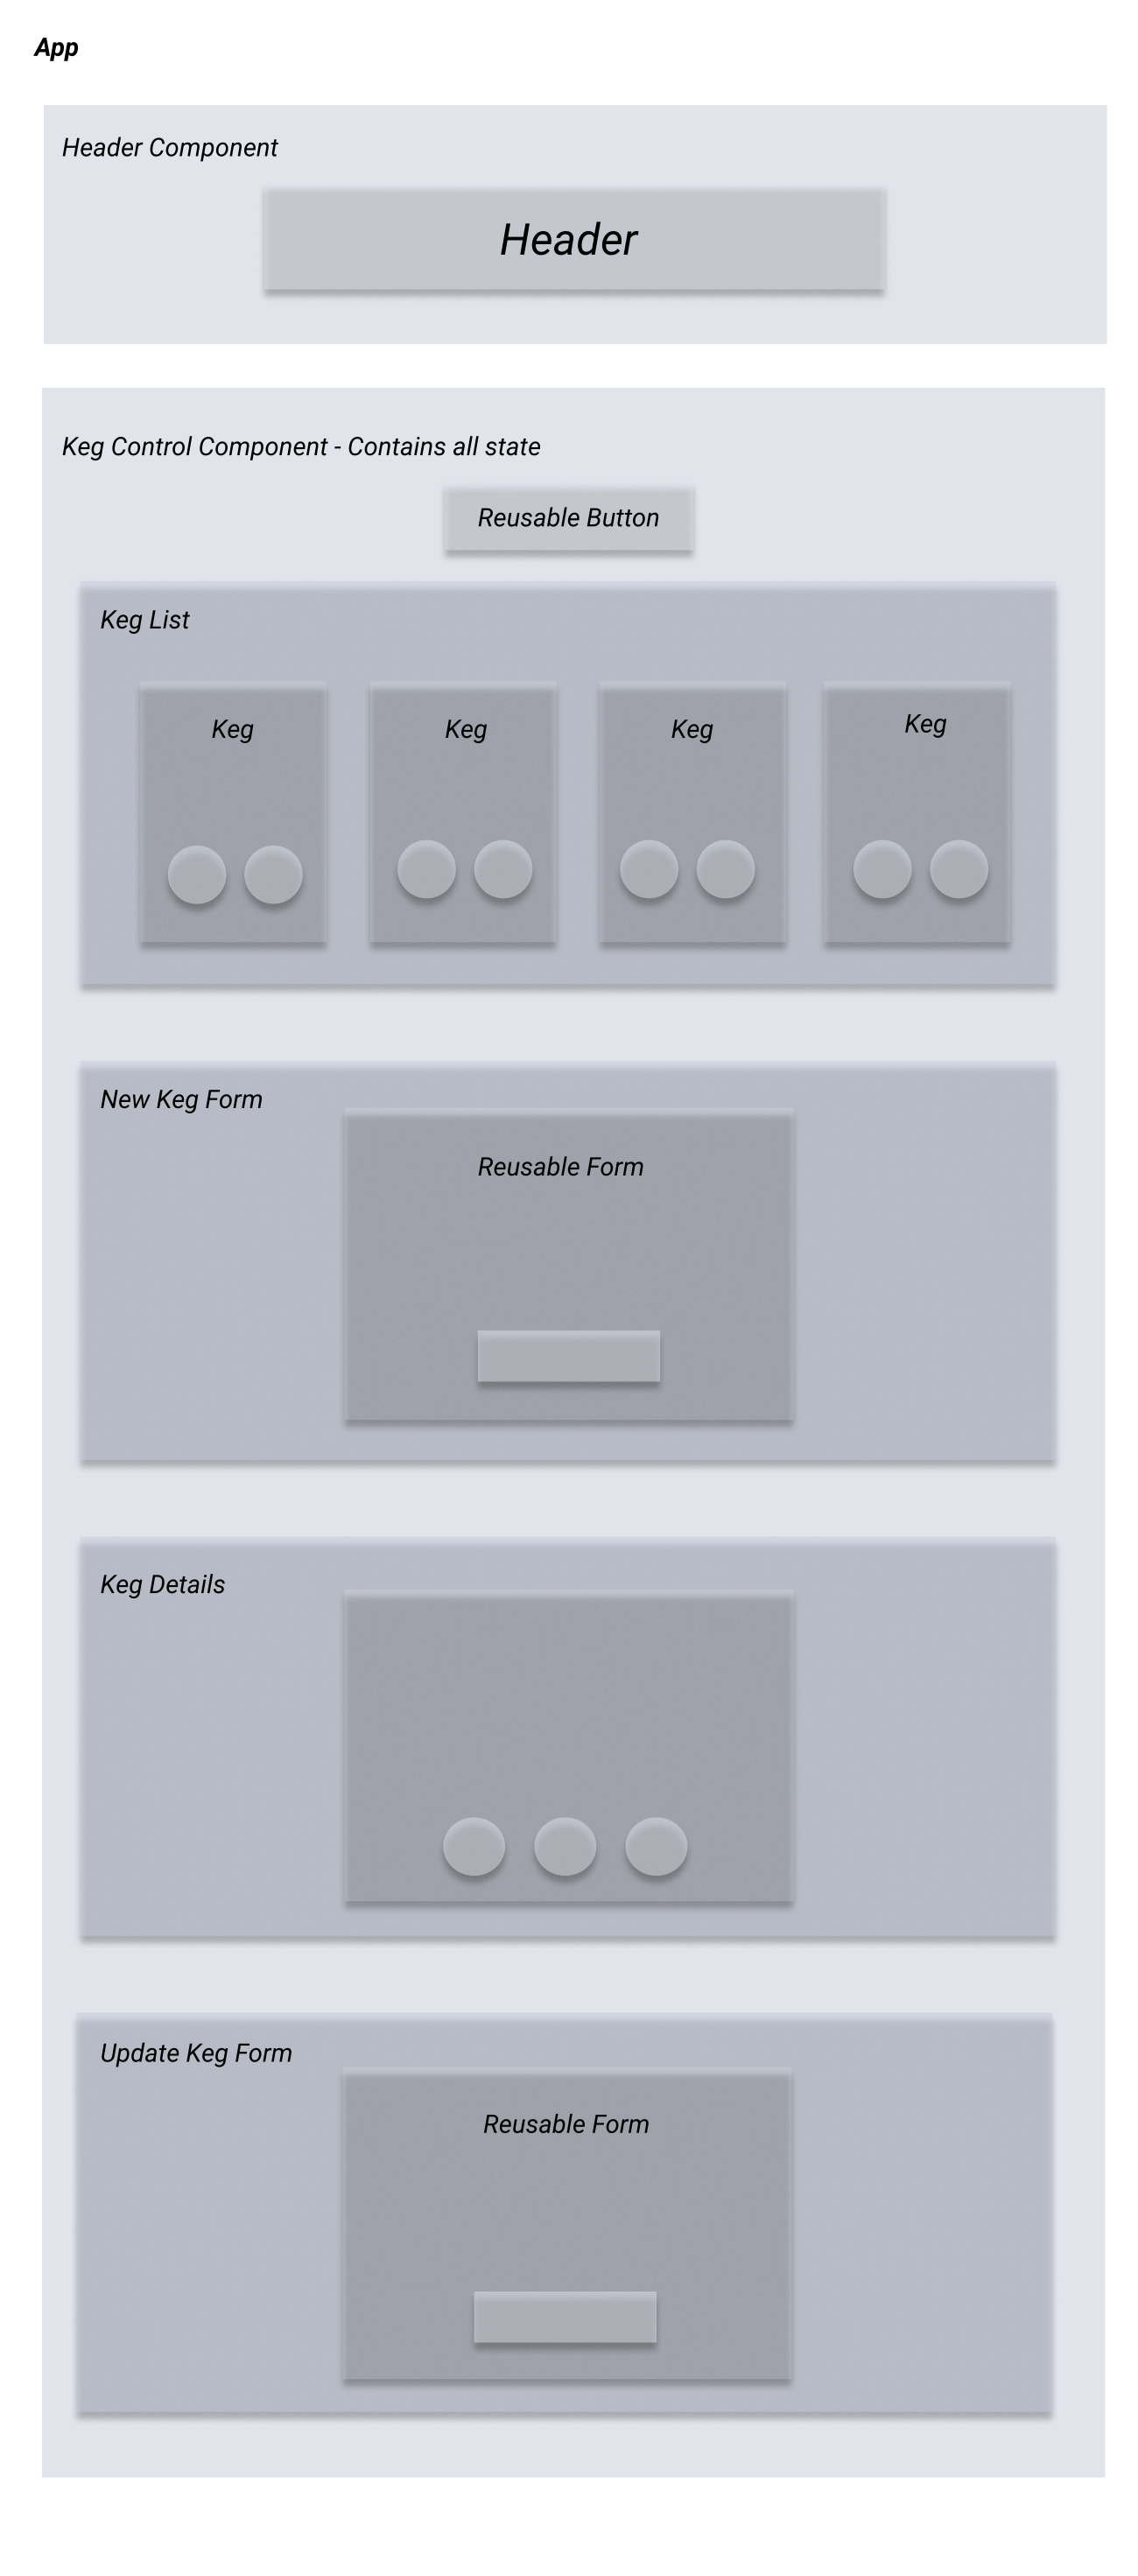 App
Header Component
Header
Keg Control Component - Contains all state
Reusable Button
Keg List
Keg
Keg
Keg
Keg
New Keg Form
Reusable Form
Keg Details
Update Keg Form
Reusable Form